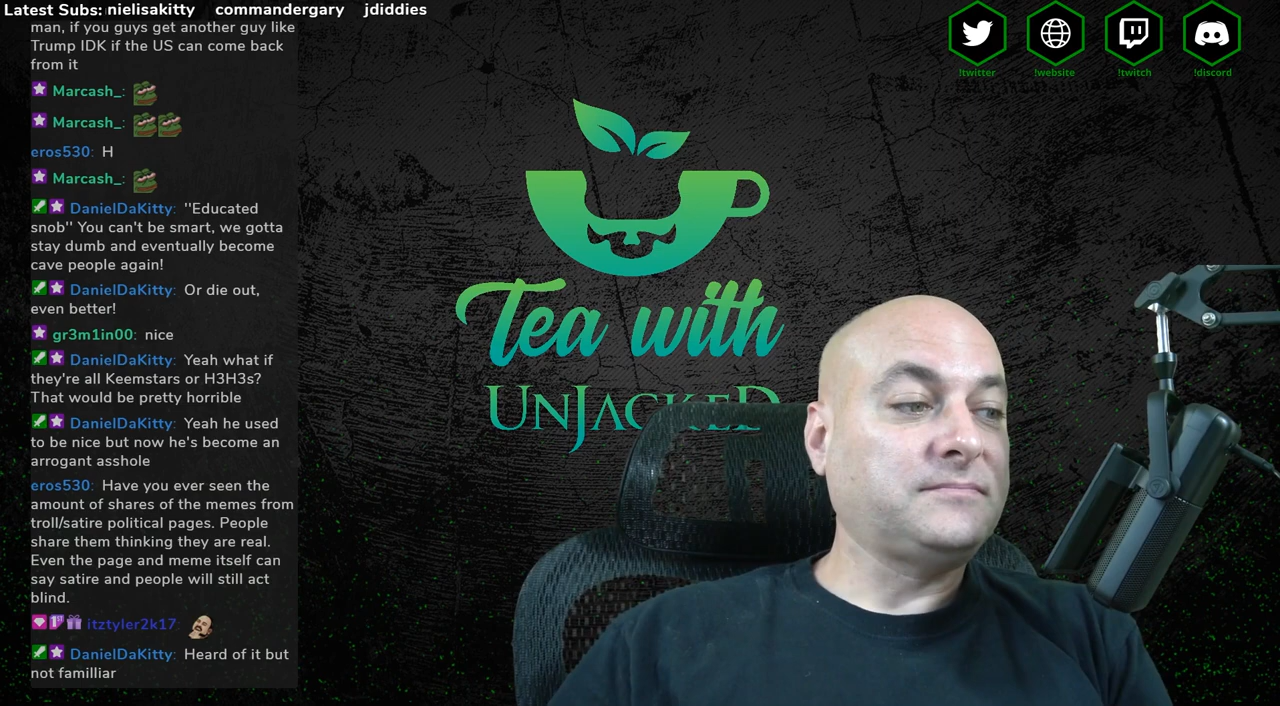 Latest Subs: nielisakitty commandergary jdiddies
man, if you guys get another guy like
Trump IDK if the US can come back
from it
Marcash_:
Marcash_:
eros530: H
Marcash_:
DanielDaKitty: "Educated
snob" You can't be smart, we gotta
stay dumb and eventually become
cave people again!
DanielDaKitty: Or die out,
even better!
gr3m1in00: nice
DanielDaKitty: Yeah what if
they're all Keemstars or H3H3s?
That would be pretty horrible
DanielDaKitty: Yeah he used
to be nice but now he's become an
arrogant asshole
eros530: Have you ever seen the
amount of shares of the memes from
troll/satire political pages. People
share them thinking they are real.
Even the page and meme itself can
say satire and people will still act
blind.
itztyler2k17:
DanielDaKitty: Heard of it but
not familliar
!twitter !website !twitch !discord
Tea with
UNJACKED